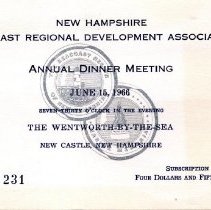 NEW HAMPSHIRE
AST REGIONAL DEVELOPMENT ASSOCIA
ANNUAL DINNER MEETING
JUNE 15, 1966
SEVEN-THIRTY O'CLOCK IN THE EVENING
THE WENTWORTH-BY-THE-SEA
NEW CASTLE, NEW HAMPSHIRE
SUBSCRIPTION
231
FOUR DOLLARS AND FIF